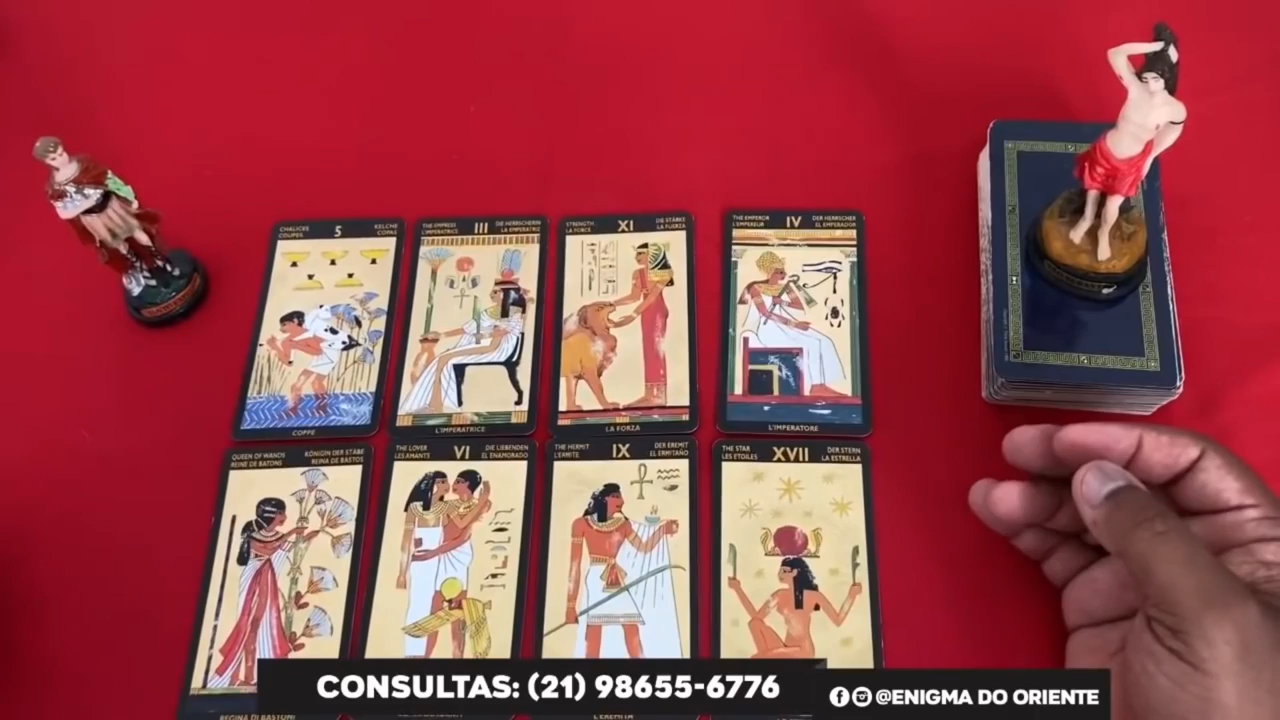 CHALICES
COUPES
5
KELCHE
COPAS
COPPE
THE EMPRESS
L'IMPERATRICE
III
DIE HERRSCHERIN
LA EMPERATRIZ
L'IMPERATRICE
STRENGTH
LA FORCE
XI
DIE STÄRKE
LA FUERZA
LA FORZA
THE EMPEROR
L'EMPEREUR
IV
DER HERRSCHER
EL EMPERADOR
L'IMPERATORE
QUEEN OF WANDS
REINE DE BATONS
KÖNIGIN DER STÄBE
REINA DE BASTOS
REGINA DI BASTONI
THE LOVER
LES AMANTS
VI
DIE LIEBENDEN
EL ENAMORADO
THE HERMIT
L'ERMITE
IX
DER EREMIT
EL ERMITAÑO
L'EREMITA
THE STAR
LES ETOILES
XVII
DER STERN
LA ESTRELLA
CONSULTAS: (21) 98655-6776
@ENIGMA DO ORIENTE